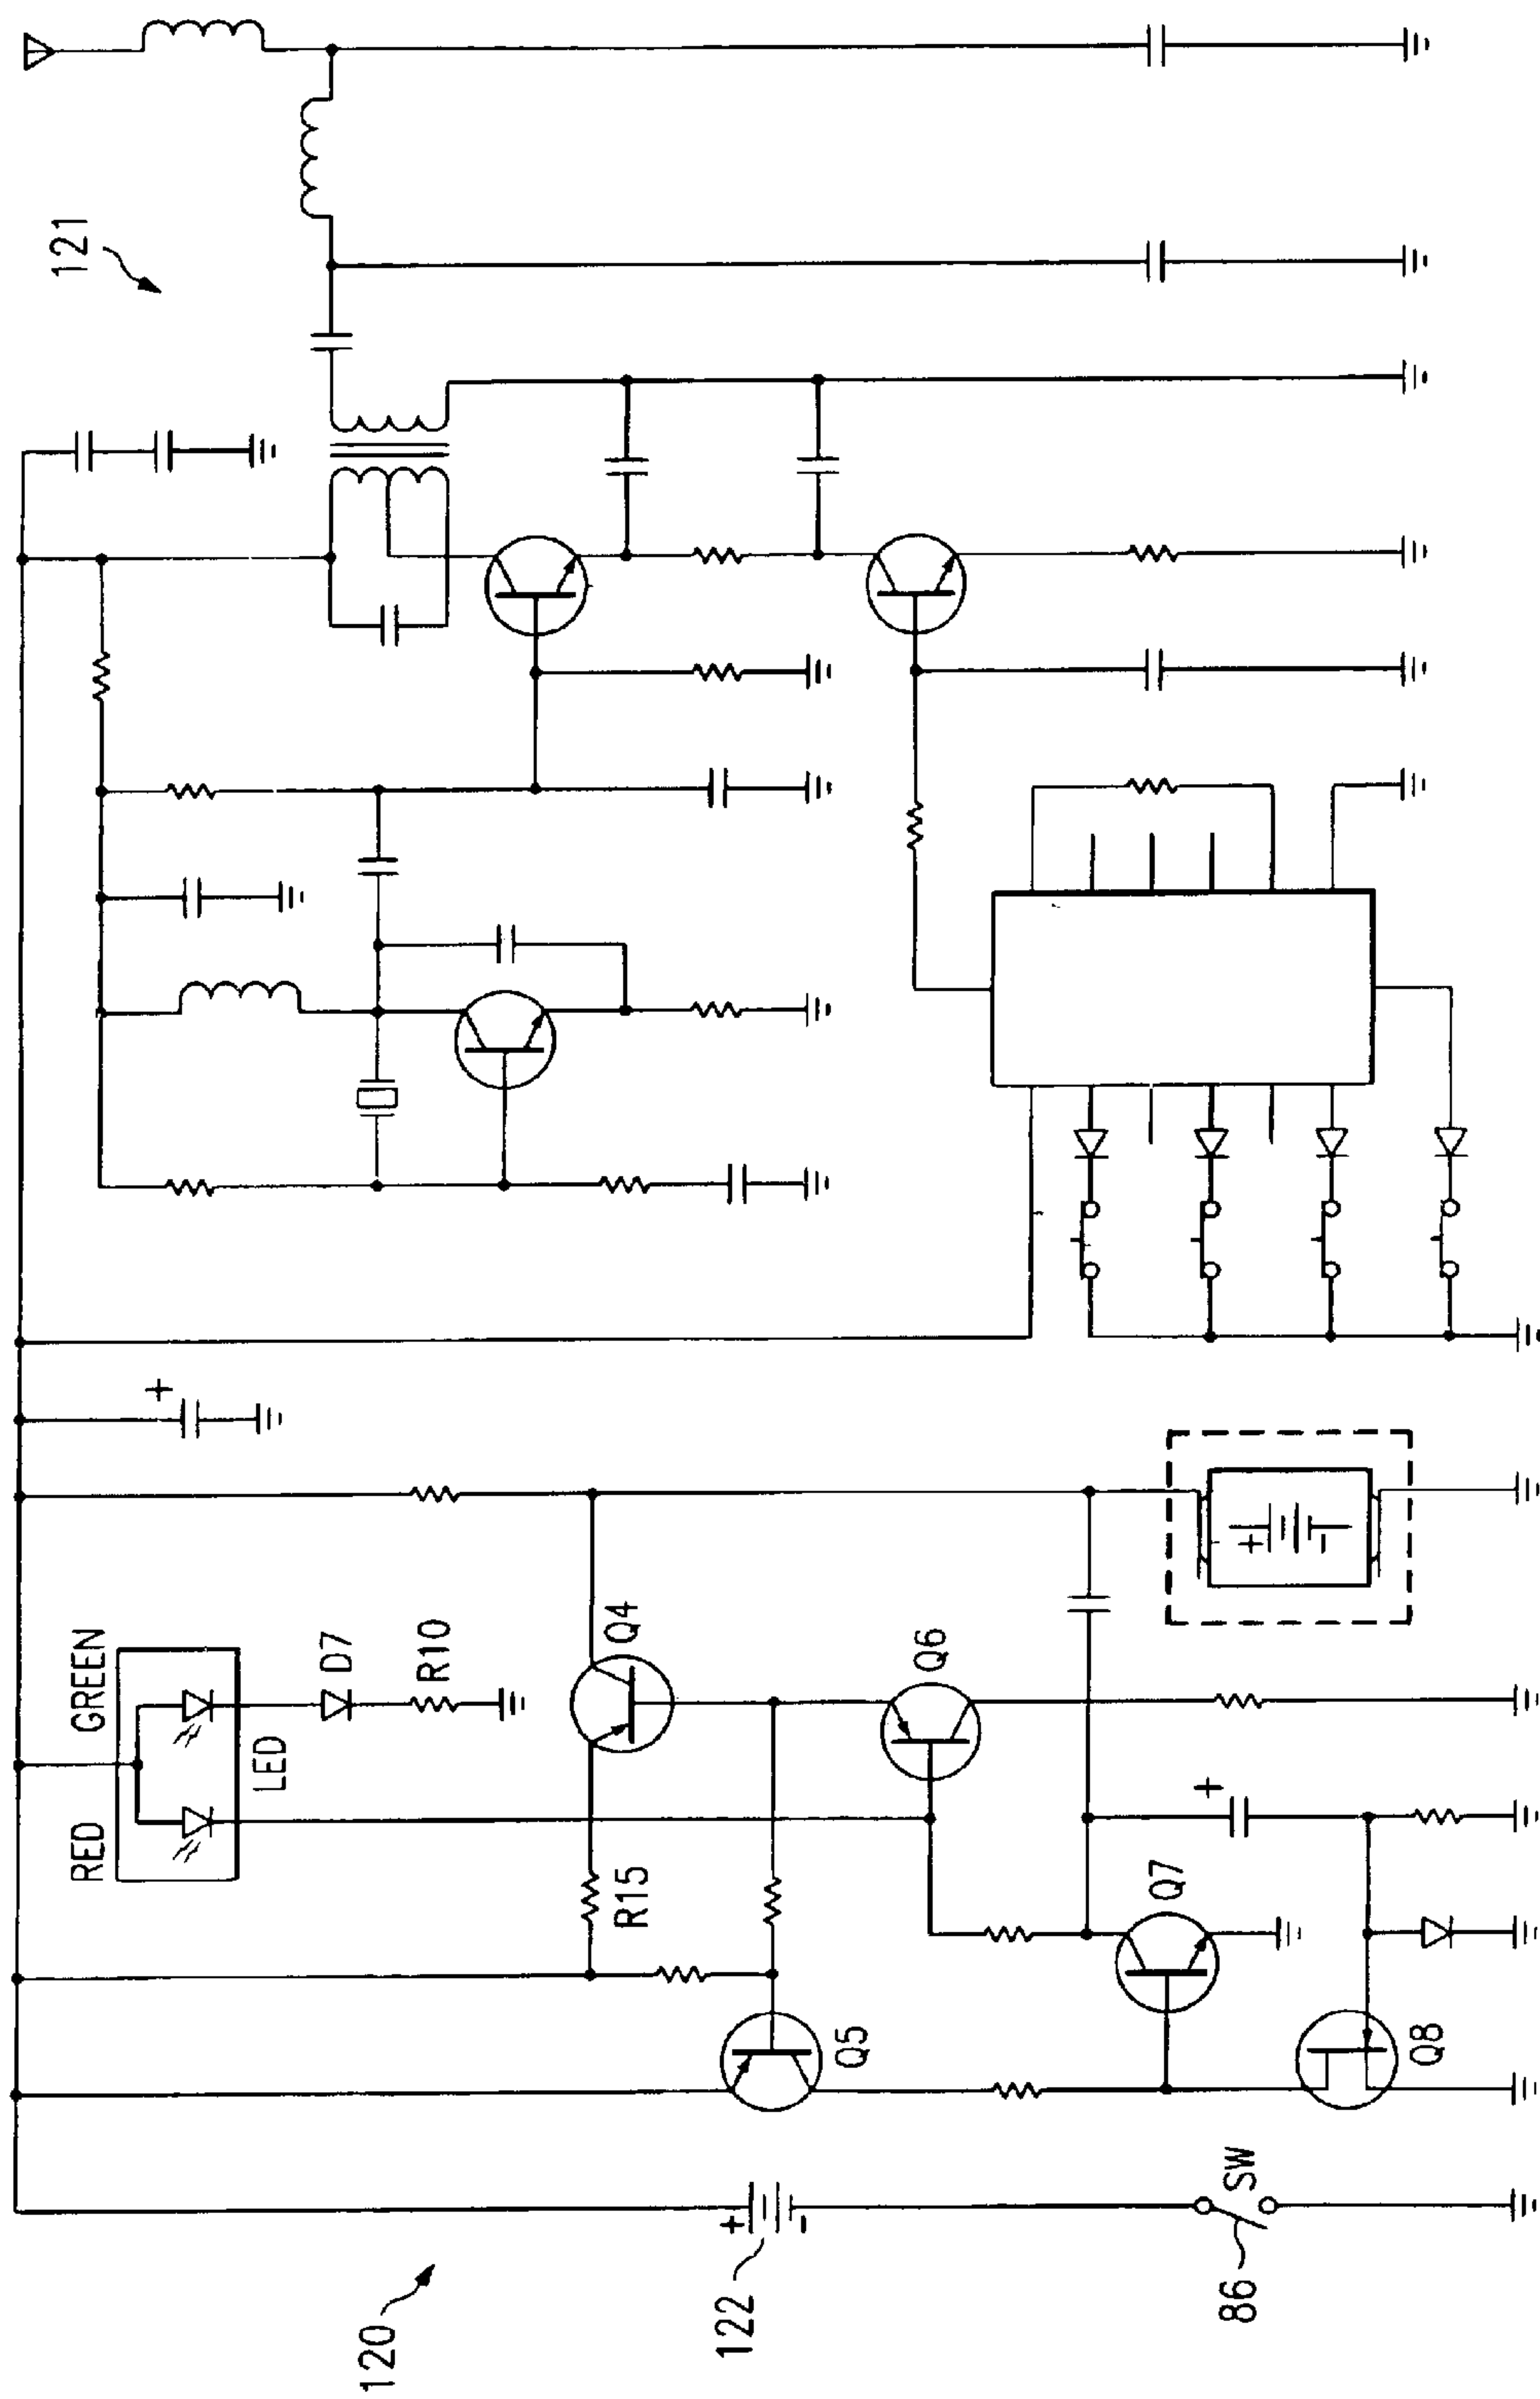 121
120
122
86
SW
RED
GREEN
LED
D7
R10
R15
Q4
Q5
Q6
Q7
Q8
+
+
+
-
+
-